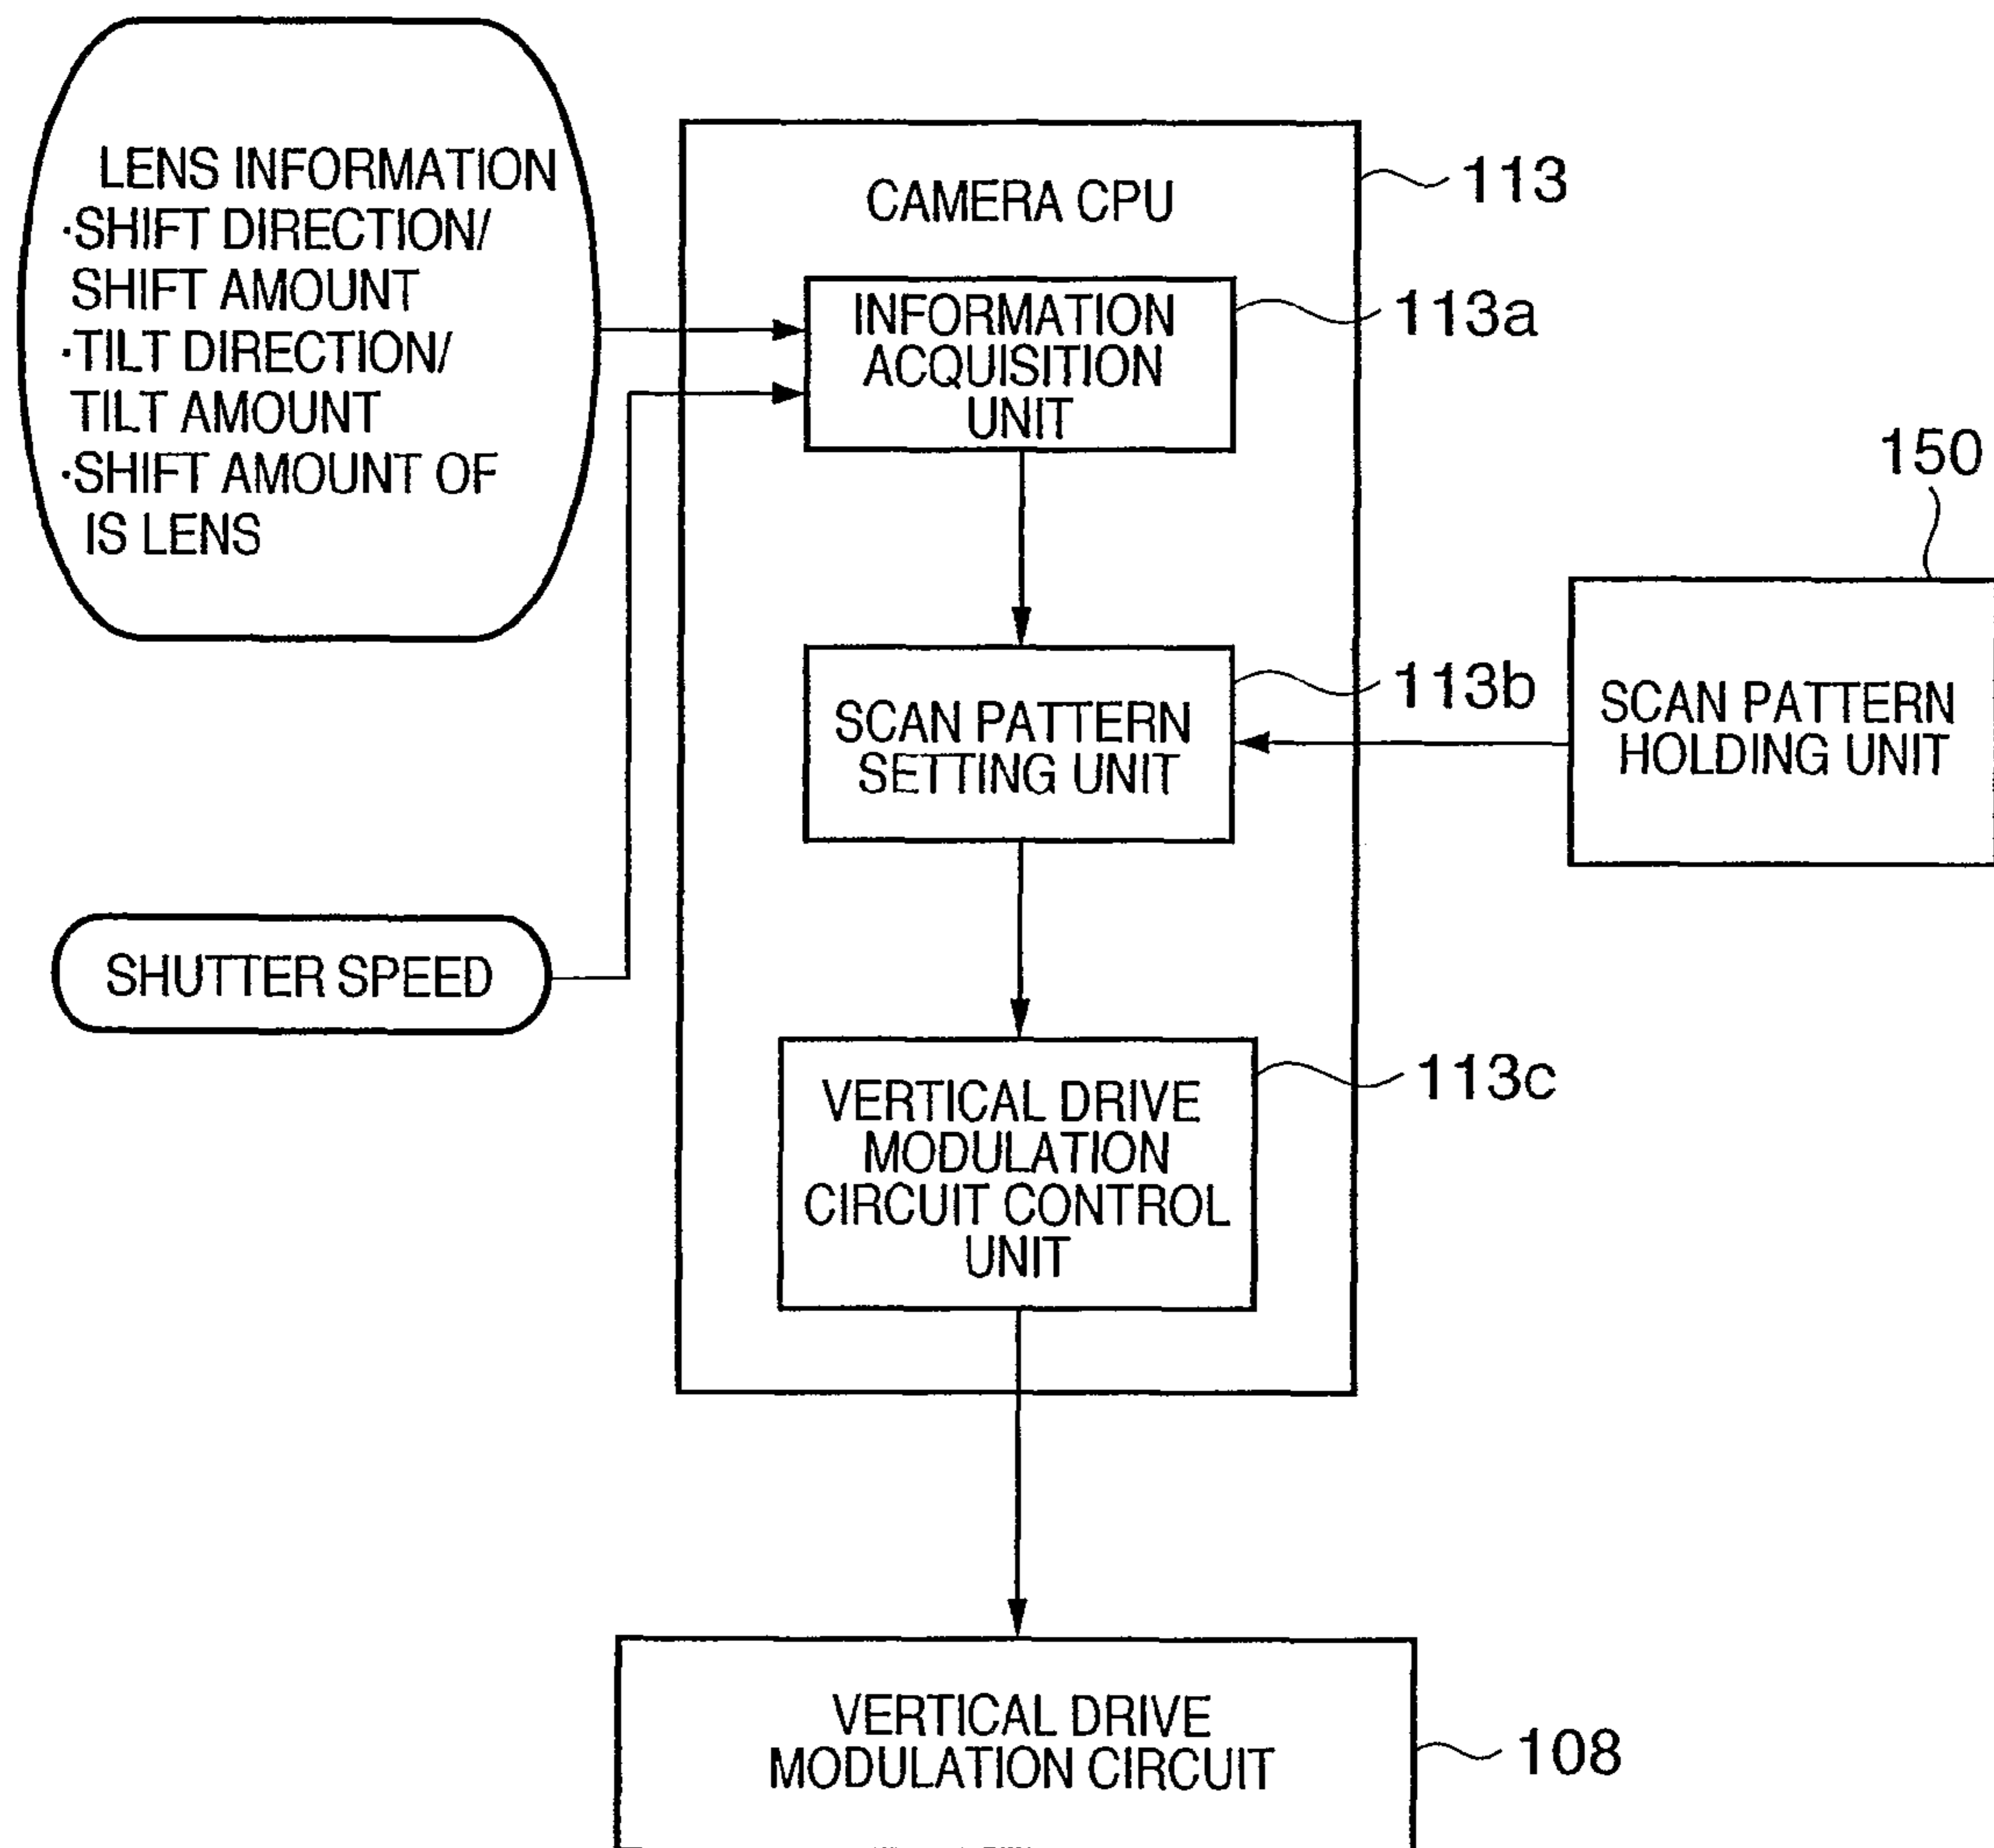 LENS INFORMATION
·SHIFT DIRECTION/
SHIFT AMOUNT
·TILT DIRECTION/
TILT AMOUNT
·SHIFT AMOUNT OF
IS LENS
SHUTTER SPEED
CAMERA CPU
113
INFORMATION
ACQUISITION
UNIT
113a
SCAN PATTERN
SETTING UNIT
113b
150
SCAN PATTERN
HOLDING UNIT
VERTICAL DRIVE
MODULATION
CIRCUIT CONTROL
UNIT
113c
VERTICAL DRIVE
MODULATION CIRCUIT
108